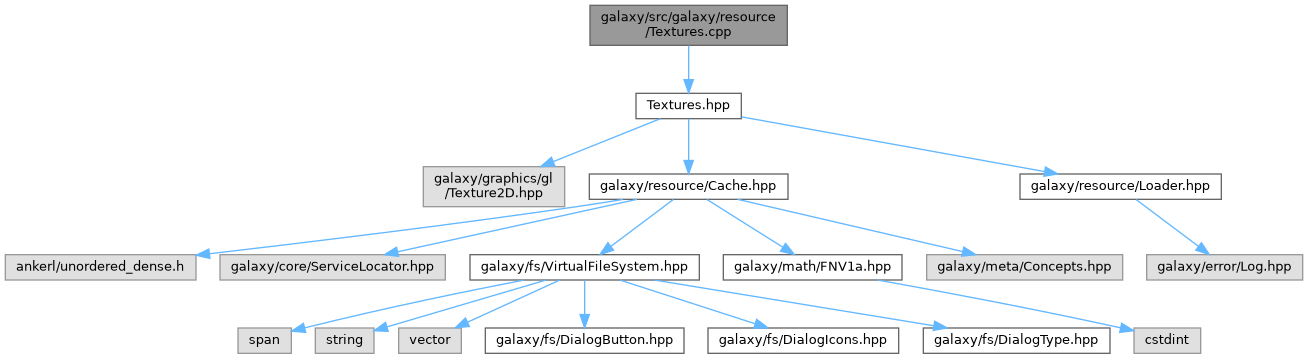 galaxy/src/galaxy/resource
/Textures.cpp
Textures.hpp
galaxy/graphics/gl
/Texture2D.hpp
galaxy/resource/Cache.hpp
galaxy/resource/Loader.hpp
ankerl/unordered_dense.h
galaxy/core/ServiceLocator.hpp
galaxy/fs/VirtualFileSystem.hpp
galaxy/math/FNV1a.hpp
galaxy/meta/Concepts.hpp
galaxy/error/Log.hpp
span
string
vector
galaxy/fs/DialogButton.hpp
galaxy/fs/DialogIcons.hpp
galaxy/fs/DialogType.hpp
cstdint